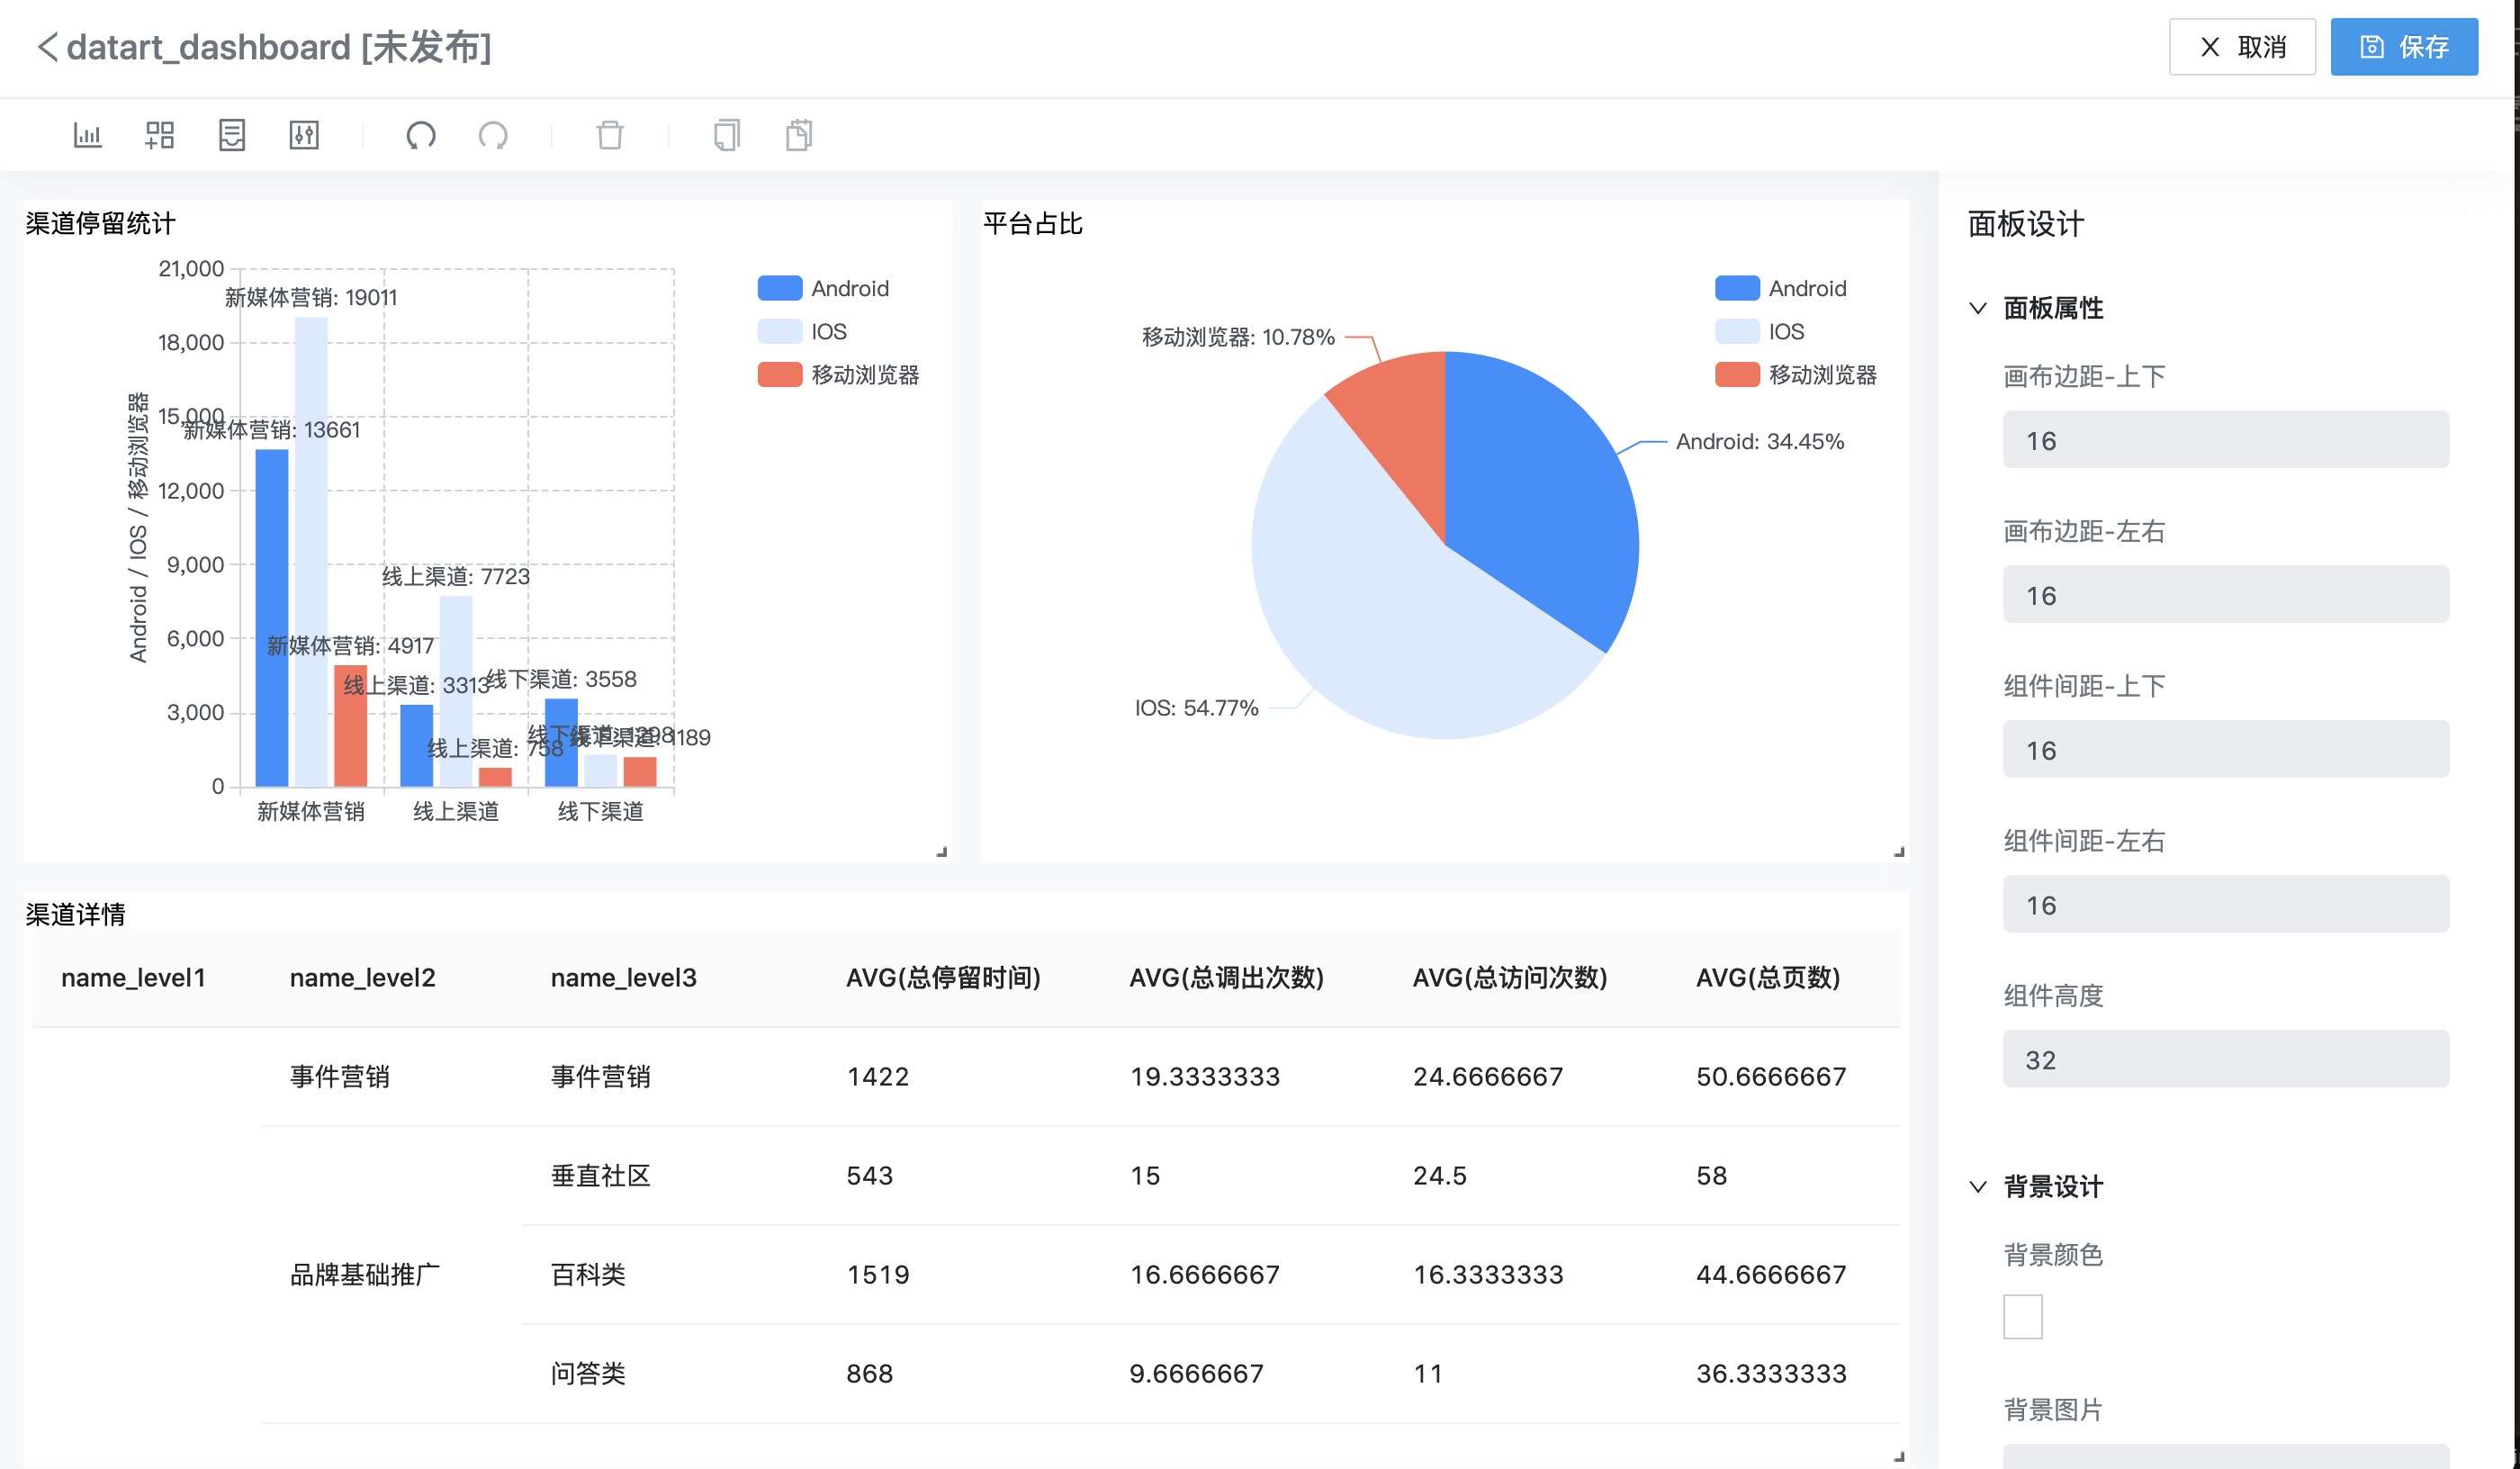 datart_dashboard [未发布]
取消
保存
渠道停留统计
21,000
18,000
15,000
12,000
9,000
6,000
3,000
0
Android / IOS / 移动浏览器
新媒体营销: 19011
新媒体营销: 13661
新媒体营销: 4917
线上渠道: 7723
线上渠道: 3313
线上渠道: 758
线下渠道: 3558
线下渠道: 1298
线下渠道: 1189
新媒体营销
线上渠道
线下渠道
Android
IOS
移动浏览器
平台占比
移动浏览器: 10.78%
Android: 34.45%
IOS: 54.77%
Android
IOS
移动浏览器
渠道详情
name_level1 name_level2 name_level3 AVG(总停留时间) AVG(总调出次数) AVG(总访问次数) AVG(总页数)
事件营销 事件营销 1422 19.3333333 24.6666667 50.6666667
垂直社区 543 15 24.5 58
品牌基础推广 百科类 1519 16.6666667 16.3333333 44.6666667
问答类 868 9.6666667 11 36.3333333
面板设计
面板属性
画布边距-上下
16
画布边距-左右
16
组件间距-上下
16
组件间距-左右
16
组件高度
32
背景设计
背景颜色
背景图片